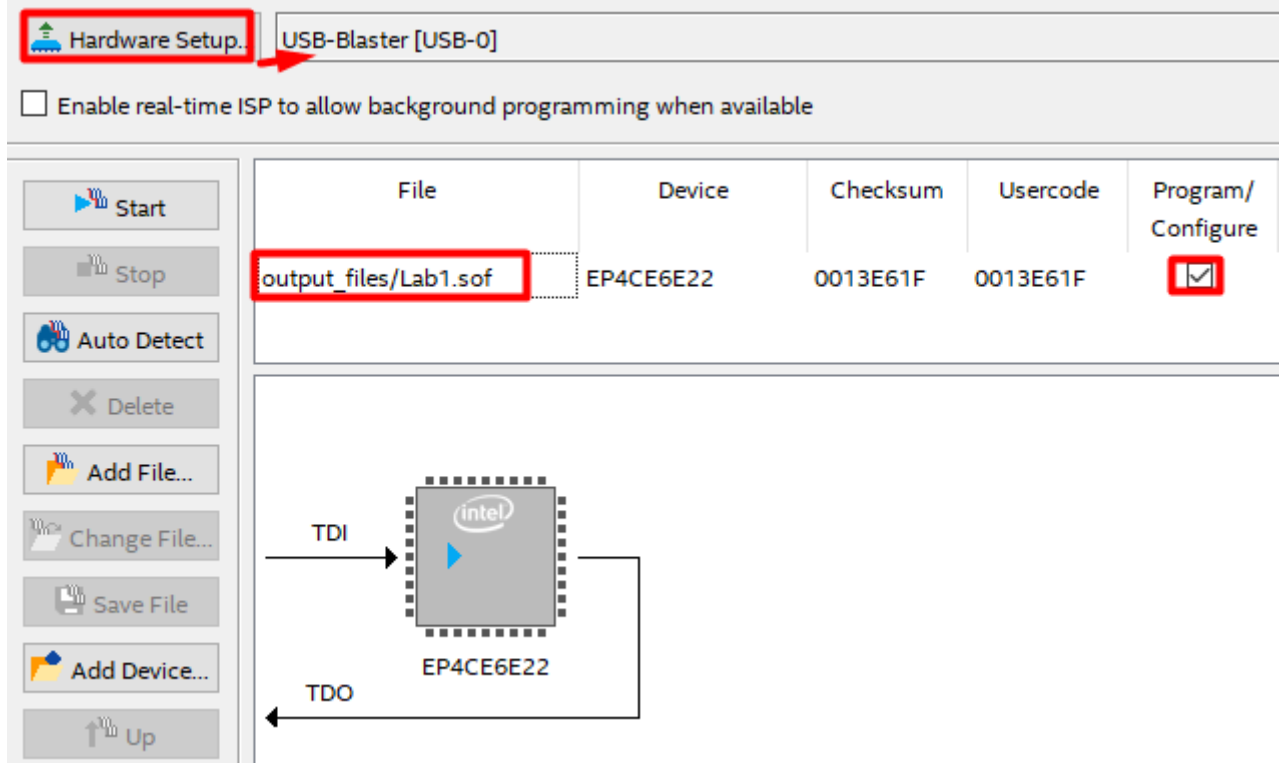 Hardware Setup.. USB-Blaster [USB-0]
Enable real-time ISP to allow background programming when available
File Device Checksum Usercode Program/
Configure
output_files/Lab1.sof EP4CE6E22 0013E61F 0013E61F
Start
Stop
Auto Detect
Delete
Add File...
Change File...
Save File
Add Device...
Up
intel
TDI
EP4CE6E22
TDO